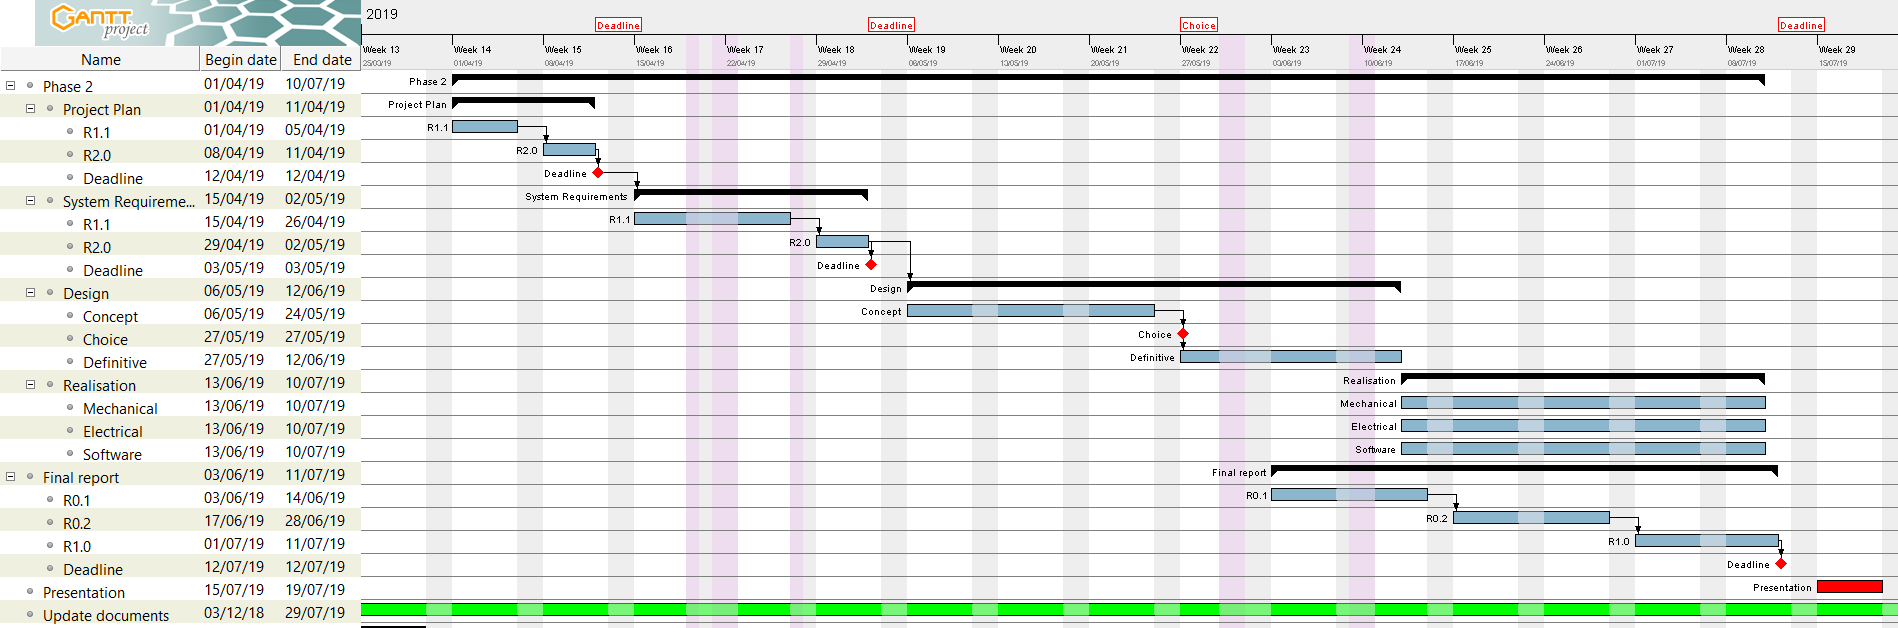 GANTT
project
2019
Deadline Deadline Choice Deadline
Week 13 Week 14 Week 15 Week 16 Week 17 Week 18 Week 19 Week 20 Week 21 Week 22 Week 23 Week 24 Week 25 Week 26 Week 27 Week 28 Week 29
Name Begin date End date 25/03/19 01/04/19 08/04/19 15/04/19 22/04/19 29/04/19 06/05/19 13/05/19 20/05/19 27/05/19 03/06/19 10/06/19 17/06/19 24/06/19 01/07/19 08/07/19 15/07/19
Phase 2 01/04/19 10/07/19 Phase 2
Project Plan 01/04/19 11/04/19 Project Plan
R1.1 01/04/19 05/04/19 R1.1
R2.0 08/04/19 11/04/19 R2.0
Deadline 12/04/19 12/04/19 Deadline
System Requireme... 15/04/19 02/05/19 System Requirements
R1.1 15/04/19 26/04/19 R1.1
R2.0 29/04/19 02/05/19 R2.0
Deadline 03/05/19 03/05/19 Deadline
Design 06/05/19 12/06/19 Design
Concept 06/05/19 24/05/19 Concept
Choice 27/05/19 27/05/19 Choice
Definitive 27/05/19 12/06/19 Definitive
Realisation 13/06/19 10/07/19 Realisation
Mechanical 13/06/19 10/07/19 Mechanical
Electrical 13/06/19 10/07/19 Electrical
Software 13/06/19 10/07/19 Software
Final report 03/06/19 11/07/19 Final report
R0.1 03/06/19 14/06/19 R0.1
R0.2 17/06/19 28/06/19 R0.2
R1.0 01/07/19 11/07/19 R1.0
Deadline 12/07/19 12/07/19 Deadline
Presentation 15/07/19 19/07/19 Presentation
Update documents 03/12/18 29/07/19